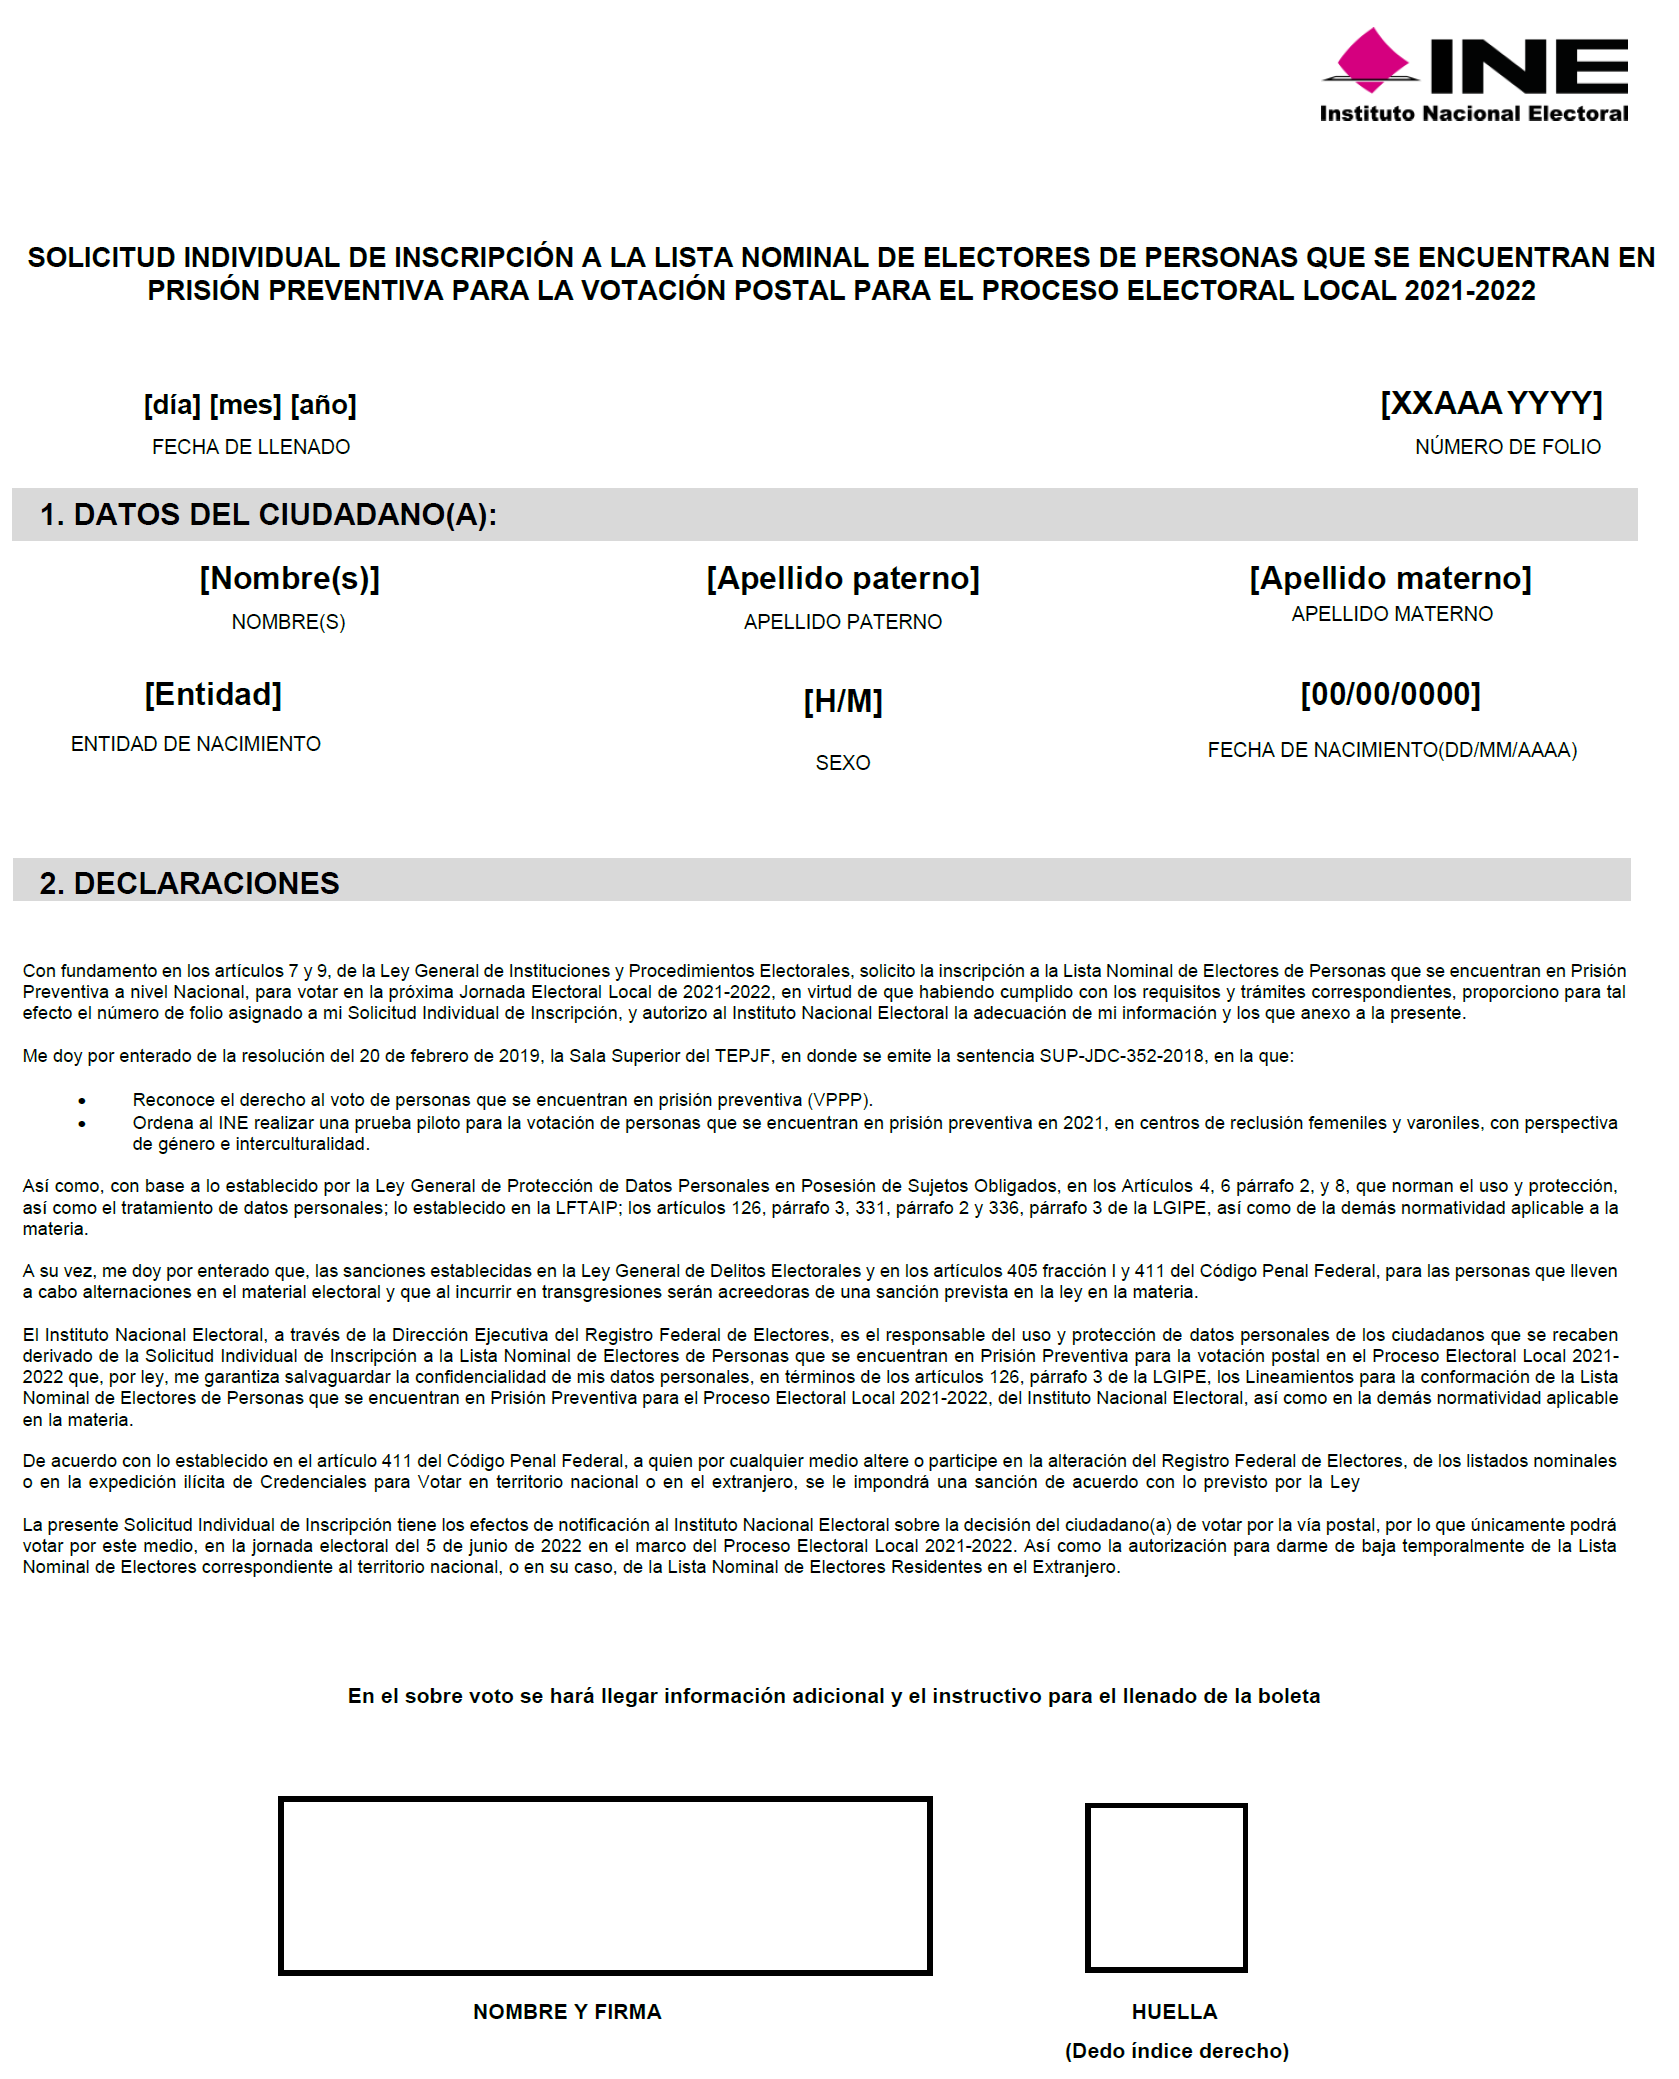 INE
Instituto Nacional Electoral
SOLICITUD INDIVIDUAL DE INSCRIPCIÓN A LA LISTA NOMINAL DE ELECTORES DE PERSONAS QUE SE ENCUENTRAN EN
PRISIÓN PREVENTIVA PARA LA VOTACIÓN POSTAL PARA EL PROCESO ELECTORAL LOCAL 2021-2022
[día] [mes] [año]
FECHA DE LLENADO
[XXAAA YYYY]
NÚMERO DE FOLIO
1. DATOS DEL CIUDADANO(A):
[Nombre(s)]
NOMBRE(S)
[Apellido paterno]
APELLIDO PATERNO
[Apellido materno]
APELLIDO MATERNO
[Entidad]
ENTIDAD DE NACIMIENTO
[H/M]
SEXO
[00/00/0000]
FECHA DE NACIMIENTO(DD/MM/AAAA)
2. DECLARACIONES
Con fundamento en los artículos 7 y 9, de la Ley General de Instituciones y Procedimientos Electorales, solicito la inscripción a la Lista Nominal de Electores de Personas que se encuentran en Prisión
Preventiva a nivel Nacional, para votar en la próxima Jornada Electoral Local de 2021-2022, en virtud de que habiendo cumplido con los requisitos y trámites correspondientes, proporciono para tal
efecto el número de folio asignado a mi Solicitud Individual de Inscripción, y autorizo al Instituto Nacional Electoral la adecuación de mi información y los que anexo a la presente.
Me doy por enterado de la resolución del 20 de febrero de 2019, la Sala Superior del TEPJF, en donde se emite la sentencia SUP-JDC-352-2018, en la que:
• Reconoce el derecho al voto de personas que se encuentran en prisión preventiva (VPPP).
• Ordena al INE realizar una prueba piloto para la votación de personas que se encuentran en prisión preventiva en 2021, en centros de reclusión femeniles y varoniles, con perspectiva
de género e interculturalidad.
Así como, con base a lo establecido por la Ley General de Protección de Datos Personales en Posesión de Sujetos Obligados, en los Artículos 4, 6 párrafo 2, y 8, que norman el uso y protección,
así como el tratamiento de datos personales; lo establecido en la LFTAIP; los artículos 126, párrafo 3, 331, párrafo 2 y 336, párrafo 3 de la LGIPE, así como de la demás normatividad aplicable a la
materia.
A su vez, me doy por enterado que, las sanciones establecidas en la Ley General de Delitos Electorales y en los artículos 405 fracción I y 411 del Código Penal Federal, para las personas que lleven
a cabo alternaciones en el material electoral y que al incurrir en transgresiones serán acreedoras de una sanción prevista en la ley en la materia.
El Instituto Nacional Electoral, a través de la Dirección Ejecutiva del Registro Federal de Electores, es el responsable del uso y protección de datos personales de los ciudadanos que se recaben
derivado de la Solicitud Individual de Inscripción a la Lista Nominal de Electores de Personas que se encuentran en Prisión Preventiva para la votación postal en el Proceso Electoral Local 2021-
2022 que, por ley, me garantiza salvaguardar la confidencialidad de mis datos personales, en términos de los artículos 126, párrafo 3 de la LGIPE, los Lineamientos para la conformación de la Lista
Nominal de Electores de Personas que se encuentran en Prisión Preventiva para el Proceso Electoral Local 2021-2022, del Instituto Nacional Electoral, así como en la demás normatividad aplicable
en la materia.
De acuerdo con lo establecido en el artículo 411 del Código Penal Federal, a quien por cualquier medio altere o participe en la alteración del Registro Federal de Electores, de los listados nominales
o en la expedición ilícita de Credenciales para Votar en territorio nacional o en el extranjero, se le impondrá una sanción de acuerdo con lo previsto por la Ley
La presente Solicitud Individual de Inscripción tiene los efectos de notificación al Instituto Nacional Electoral sobre la decisión del ciudadano(a) de votar por la vía postal, por lo que únicamente podrá
votar por este medio, en la jornada electoral del 5 de junio de 2022 en el marco del Proceso Electoral Local 2021-2022. Así como la autorización para darme de baja temporalmente de la Lista
Nominal de Electores correspondiente al territorio nacional, o en su caso, de la Lista Nominal de Electores Residentes en el Extranjero.
En el sobre voto se hará llegar información adicional y el instructivo para el llenado de la boleta
NOMBRE Y FIRMA
HUELLA
(Dedo índice derecho)